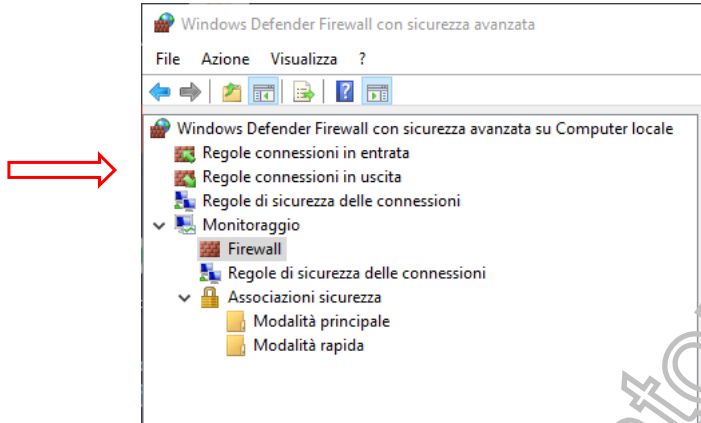 Windows Defender Firewall con sicurezza avanzata
File Azione Visualizza ?
Windows Defender Firewall con sicurezza avanzata su Computer locale
Regole connessioni in entrata
Regole connessioni in uscita
Regole di sicurezza delle connessioni
Monitoraggio
Firewall
Regole di sicurezza delle connessioni
Associazioni sicurezza
Modalità principale
Modalità rapida